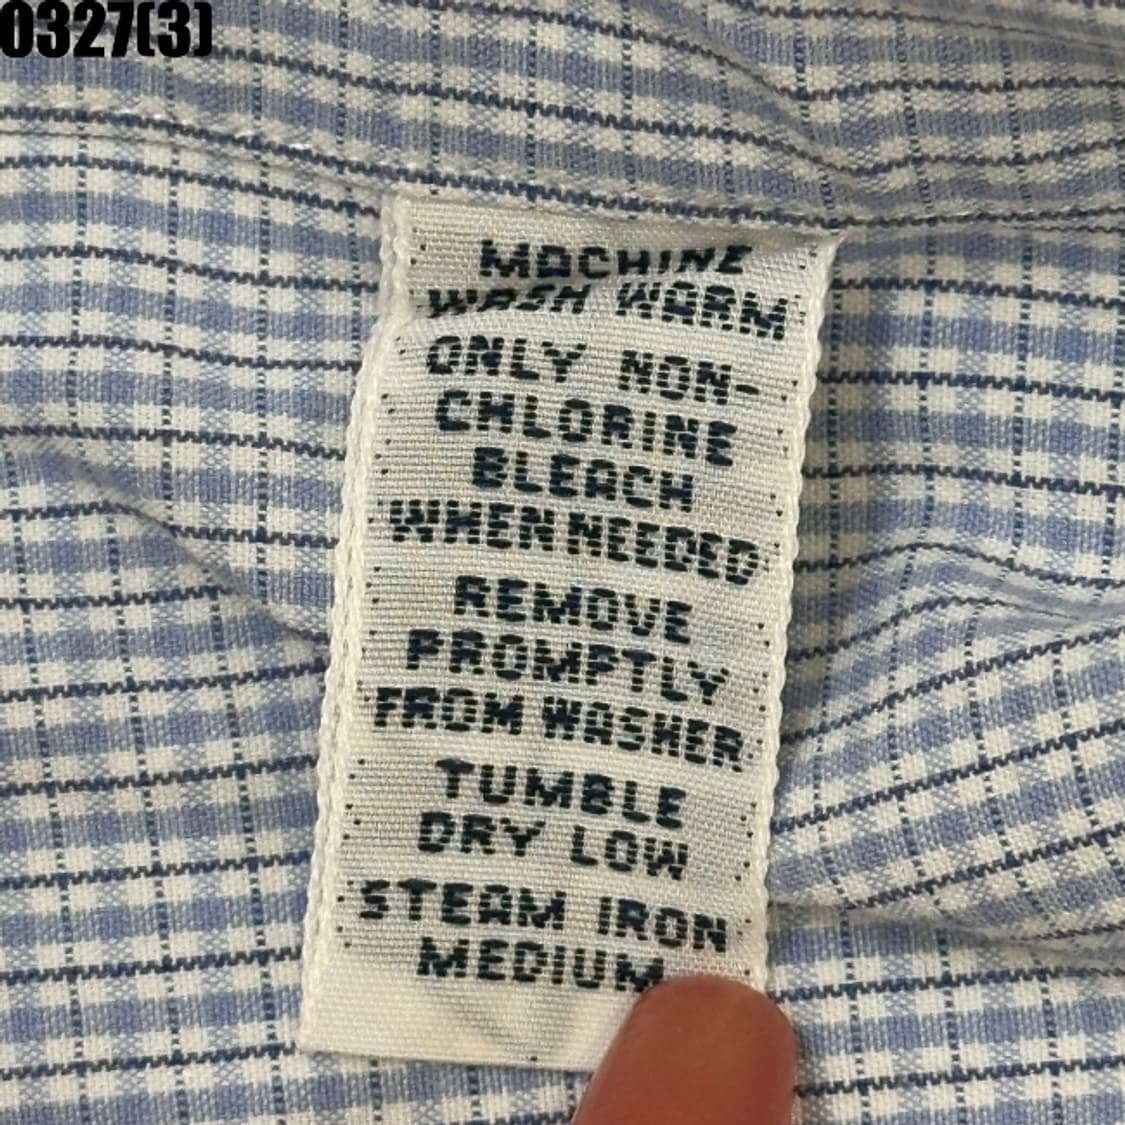 0327(3)
MACHINE
WASH WARM
ONLY NON-
CHLORINE
BLEACH
WHEN NEEDED
REMOVE
PROMPTLY
FROM WASHER
TUMBLE
DRY LOW
STEAM IRON
MEDIUM